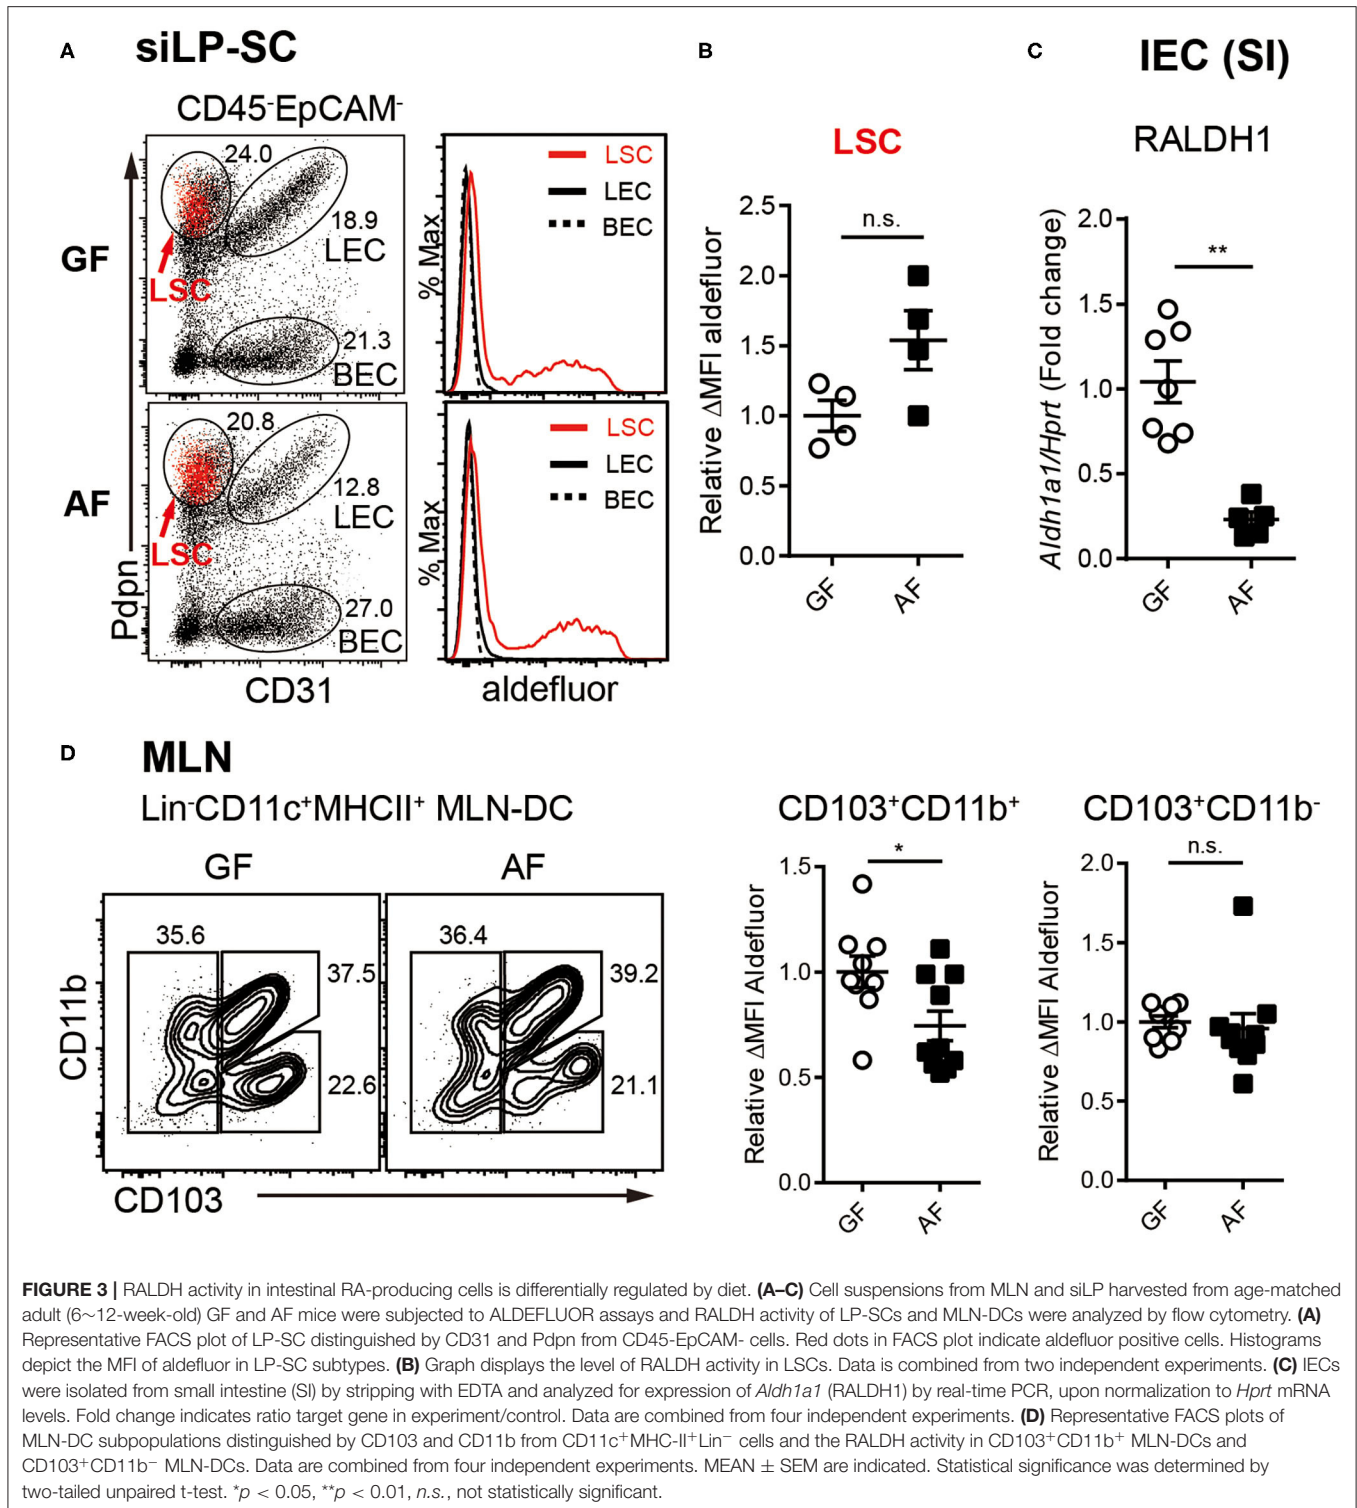 A siLP-SC
CD45-EpCAM-
GF
AF
24.0
18.9
LEC
LSC
21.3
BEC
20.8
12.8
LEC
LSC
27.0
BEC
Pdpn
CD31
% Max
LSC
LEC
BEC
% Max
LSC
LEC
BEC
aldefluor
B
LSC
Relative ΔMFI aldefluor
2.5
2.0
1.5
1.0
0.5
0.0
n.s.
GF AF
C IEC (SI)
RALDH1
Aldh1a1/Hprt (Fold change)
2.0
1.5
1.0
0.5
0.0
**
GF AF
D MLN
Lin-CD11c+MHCII+ MLN-DC
GF AF
CD11b
35.6
37.5
22.6
36.4
39.2
21.1
CD103
CD103+CD11b+
Relative ΔMFI Aldefluor
1.5
1.0
0.5
0.0
*
GF AF
CD103+CD11b-
Relative ΔMFI Aldefluor
2.0
1.5
1.0
0.5
0.0
n.s.
GF AF
FIGURE 3 | RALDH activity in intestinal RA-producing cells is differentially regulated by diet. (A–C) Cell suspensions from MLN and siLP harvested from age-matched
adult (6~12-week-old) GF and AF mice were subjected to ALDEFLUOR assays and RALDH activity of LP-SCs and MLN-DCs were analyzed by flow cytometry. (A)
Representative FACS plot of LP-SC distinguished by CD31 and Pdpn from CD45-EpCAM- cells. Red dots in FACS plot indicate aldefluor positive cells. Histograms
depict the MFI of aldefluor in LP-SC subtypes. (B) Graph displays the level of RALDH activity in LSCs. Data is combined from two independent experiments. (C) IECs
were isolated from small intestine (SI) by stripping with EDTA and analyzed for expression of Aldh1a1 (RALDH1) by real-time PCR, upon normalization to Hprt mRNA
levels. Fold change indicates ratio target gene in experiment/control. Data are combined from four independent experiments. (D) Representative FACS plots of
MLN-DC subpopulations distinguished by CD103 and CD11b from CD11c+MHC-II+Lin− cells and the RALDH activity in CD103+CD11b+ MLN-DCs and
CD103+CD11b− MLN-DCs. Data are combined from four independent experiments. MEAN ± SEM are indicated. Statistical significance was determined by
two-tailed unpaired t-test. *p < 0.05, **p < 0.01, n.s., not statistically significant.